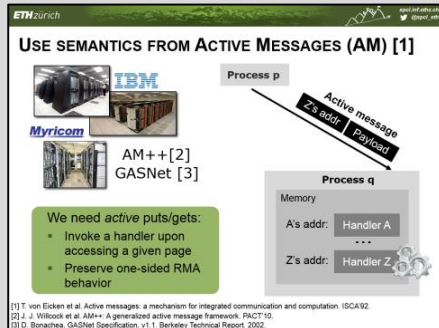 ETH zürich
spcl.inf.ethz.ch
@spcl_eth
USE SEMANTICS FROM ACTIVE MESSAGES (AM) [1]
IBM
Myricom
AM++[2]
GASNet [3]
We need active puts/gets:
Invoke a handler upon
accessing a given page
Preserve one-sided RMA
behavior
Process p
Active message
Z's addr
Payload
Process q
Memory
A's addr: Handler A
...
Z's addr: Handler Z
[1] T. von Eicken et al. Active messages: a mechanism for integrated communication and computation. ISCA'92.
[2] J. J. Willcock et al. AM++: A generalized active message framework. PACT'10.
[3] D. Bonachea, GASNet Specification, v1.1. Berkeley Technical Report. 2002.